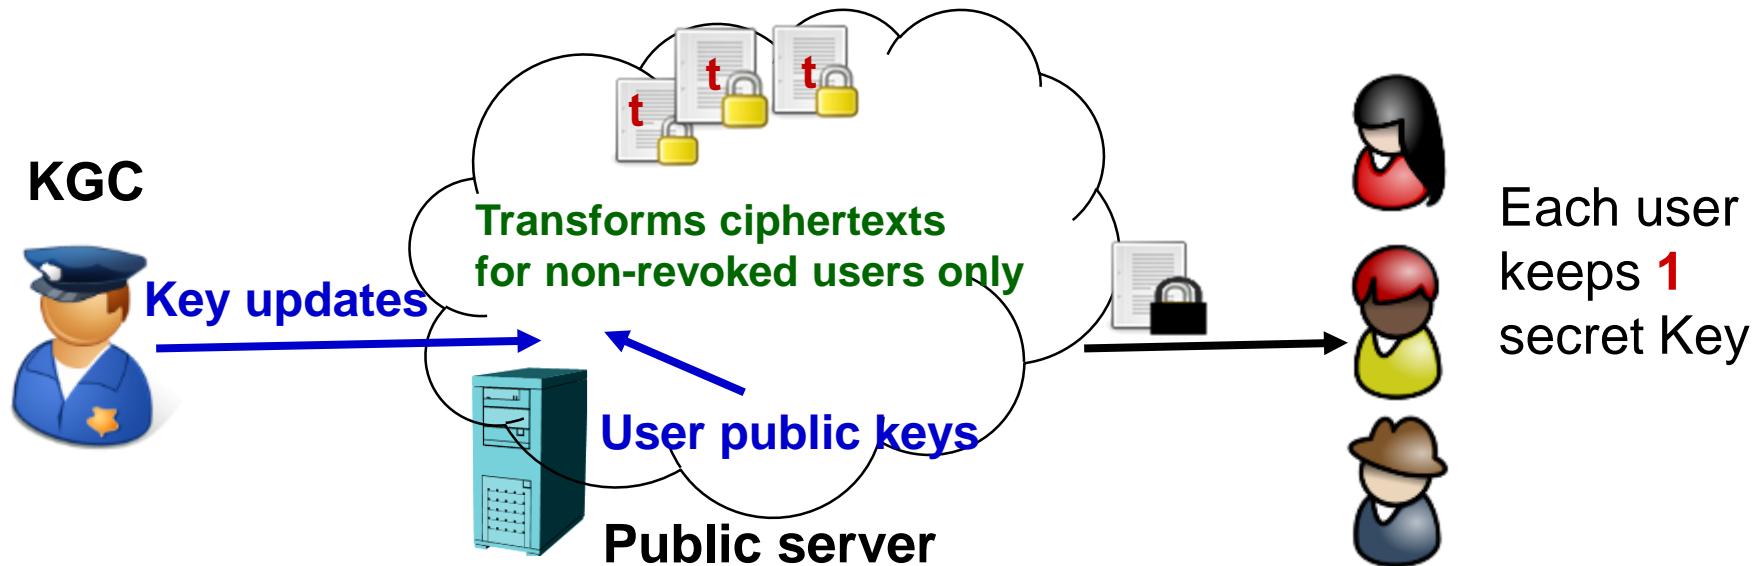 t
t
t
KGC
Transforms ciphertexts
for non-revoked users only
Key updates
User public keys
Public server
Each user
keeps 1
secret Key